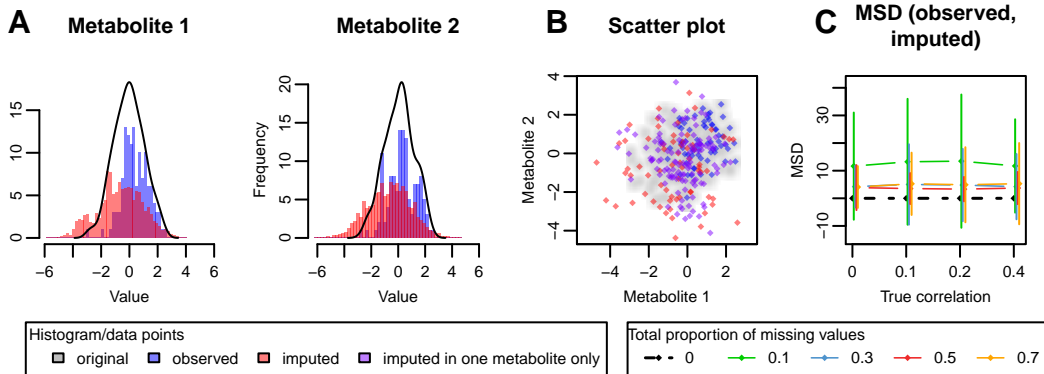 A
Metabolite 1
Metabolite 2
B
Scatter plot
C
MSD (observed,
imputed)
0
5
10
15
−6
−4
−2
0
2
4
6
Value
Frequency
0
5
10
15
20
−6
−4
−2
0
2
4
6
Value
Metabolite 2
−4
−2
0
2
4
−4
−2
0
2
Metabolite 1
MSD
−10
10
30
0
0.1
0.2
0.4
True correlation
Histogram/data points
original observed imputed imputed in one metabolite only
Total proportion of missing values
0 0.1 0.3 0.5 0.7